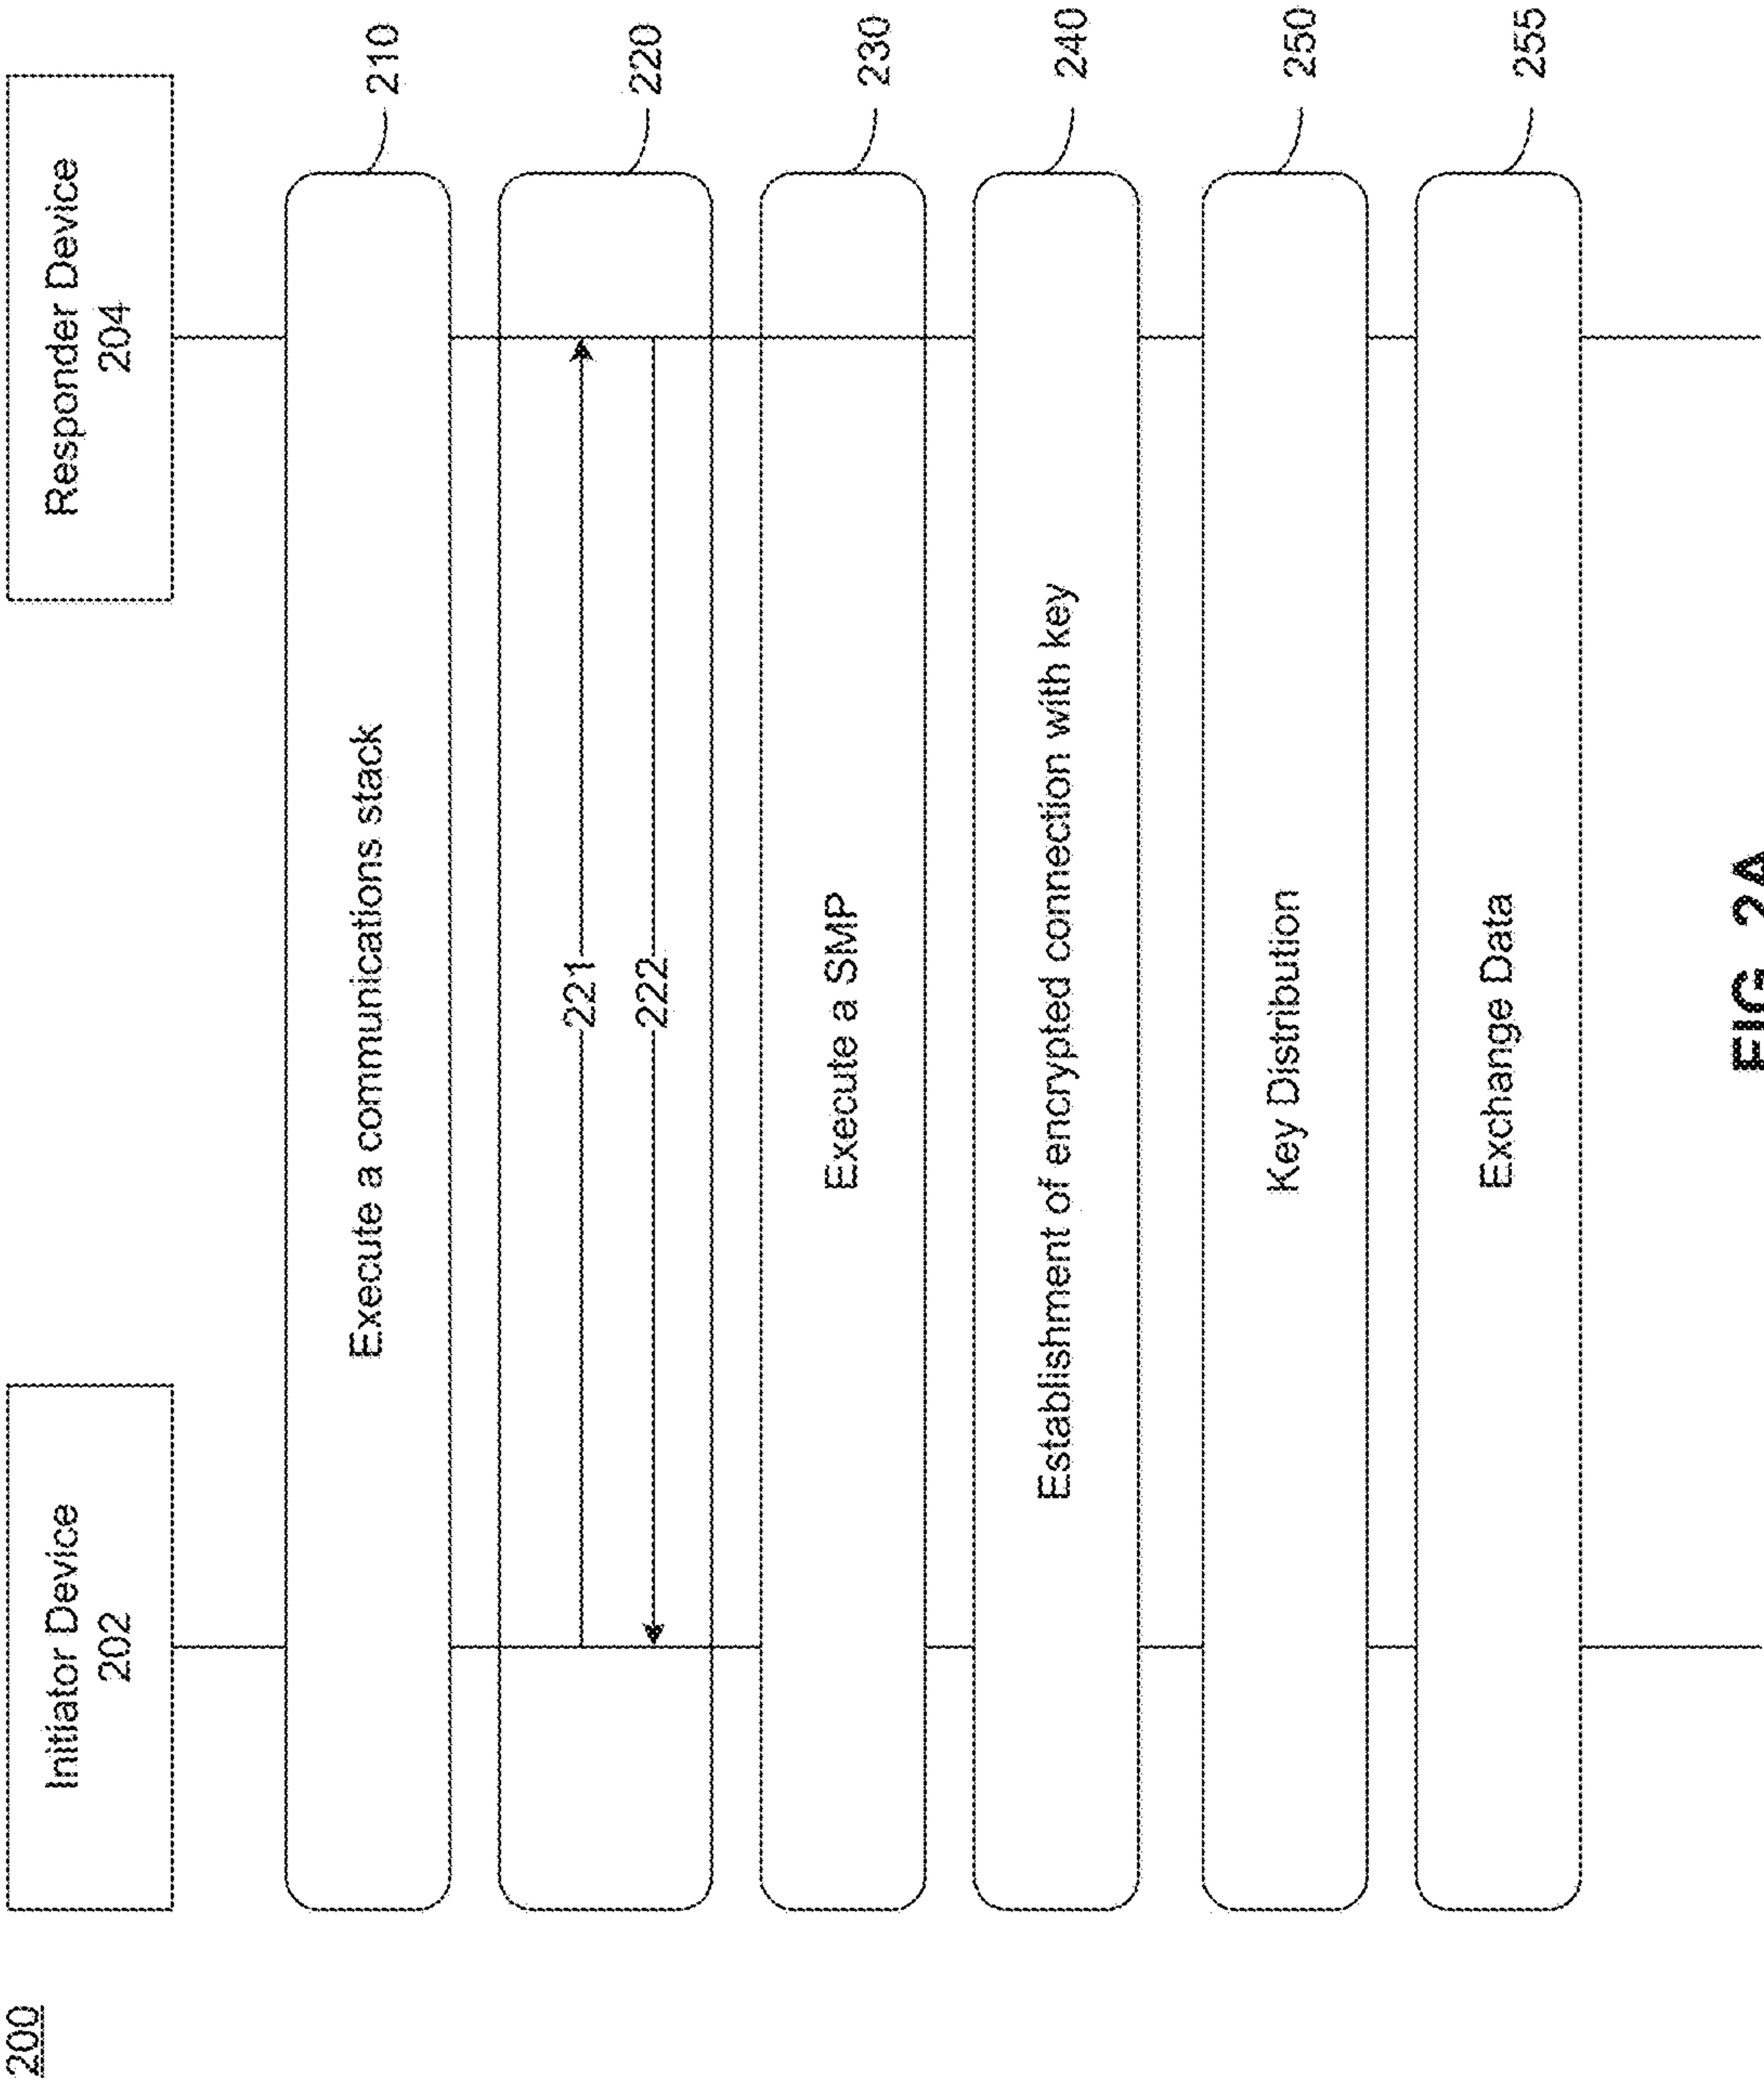 200
Initiator Device
202
Responder Device
204
Execute a communications stack
210
220
221
222
Execute a SMP
230
Establishment of encrypted connection with key
240
Key Distribution
250
Exchange Data
255
FIG. 2A